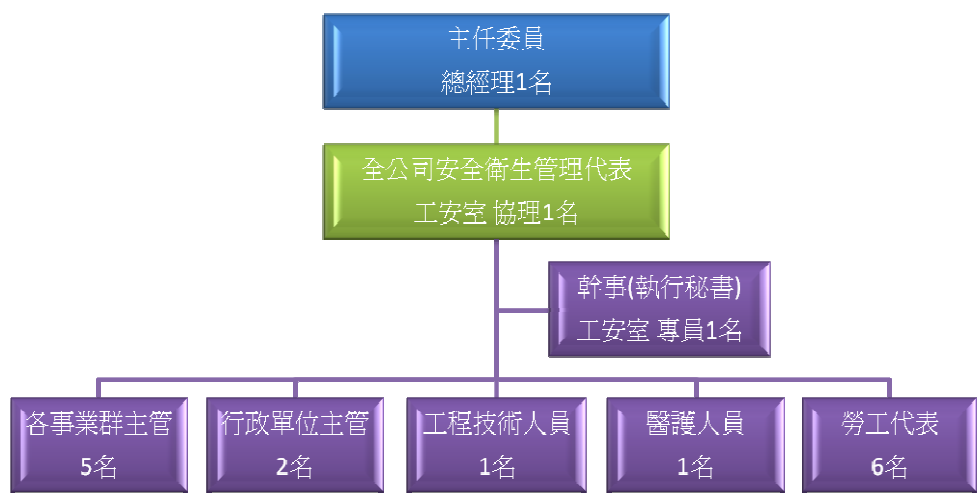 主任委員
總經理1名
全公司安全衛生管理代表
工安室 協理1名
幹事(執行秘書)
工安室 專員1名
各事業群主管
5名
行政單位主管
2名
工程技術人員
1名
醫護人員
1名
勞工代表
6名